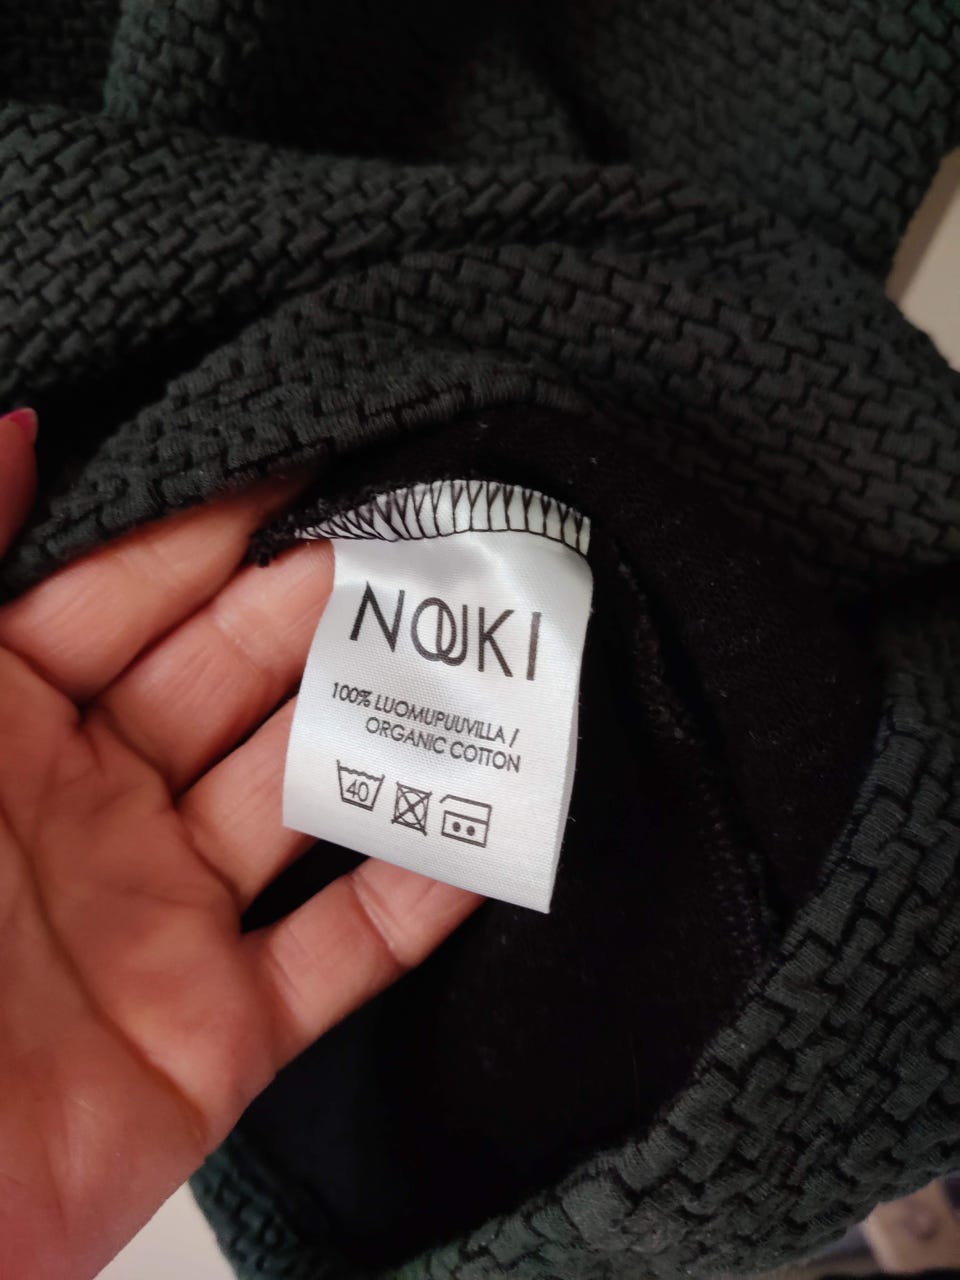 NOUKI
100% LUOMUPUUVILLA /
ORGANIC COTTON
40